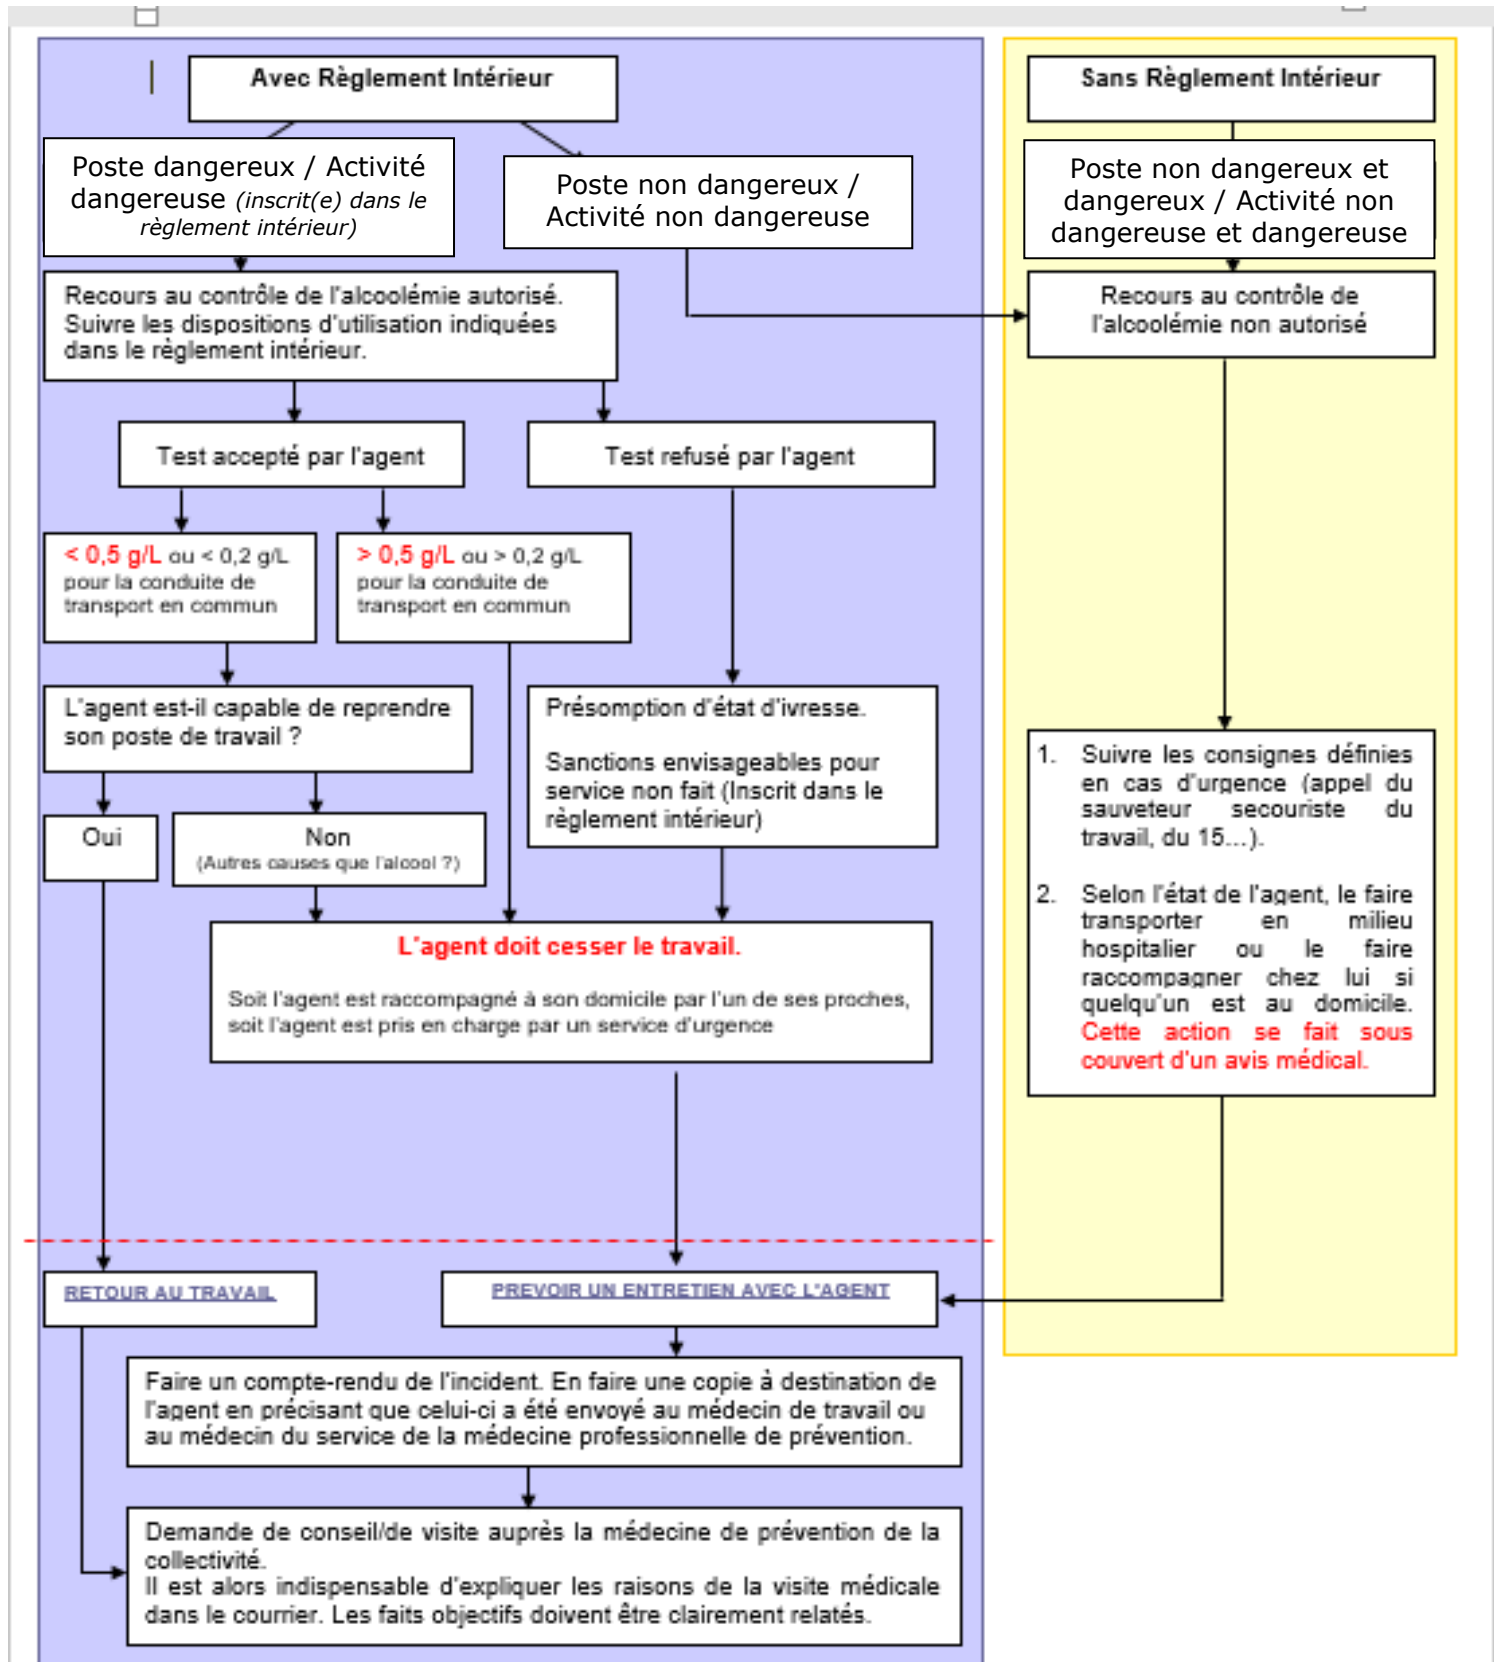 Avec Règlement Intérieur
Sans Règlement Intérieur
Poste dangereux / Activité
dangereuse (inscrit(e) dans le
règlement intérieur)
Poste non dangereux /
Activité non dangereuse
Poste non dangereux et
dangereux / Activité non
dangereuse et dangereuse
Recours au contrôle de l'alcoolémie autorisé.
Suivre les dispositions d'utilisation indiquées
dans le règlement intérieur.
Recours au contrôle de
l'alcoolémie non autorisé
Test accepté par l'agent
Test refusé par l'agent
< 0,5 g/L ou < 0,2 g/L
pour la conduite de
transport en commun
> 0,5 g/L ou > 0,2 g/L
pour la conduite de
transport en commun
L'agent est-il capable de reprendre
son poste de travail ?
Présomption d'état d'ivresse.
Sanctions envisageables pour
service non fait (Inscrit dans le
règlement intérieur)
Oui
Non
(Autres causes que l'alcool ?)
1. Suivre les consignes définies
en cas d'urgence (appel du
sauveteur secouriste du
travail, du 15...).
2. Selon l'état de l'agent, le faire
transporter en milieu
hospitalier ou le faire
raccompagner chez lui si
quelqu'un est au domicile.
Cette action se fait sous
couvert d'un avis médical.
L'agent doit cesser le travail.
Soit l'agent est raccompagné à son domicile par l'un de ses proches,
soit l'agent est pris en charge par un service d'urgence
RETOUR AU TRAVAIL
PREVOIR UN ENTRETIEN AVEC L'AGENT
Faire un compte-rendu de l'incident. En faire une copie à destination de
l'agent en précisant que celui-ci a été envoyé au médecin de travail ou
au médecin du service de la médecine professionnelle de prévention.
Demande de conseil/de visite auprès la médecine de prévention de la
collectivité.
Il est alors indispensable d'expliquer les raisons de la visite médicale
dans le courrier. Les faits objectifs doivent être clairement relatés.